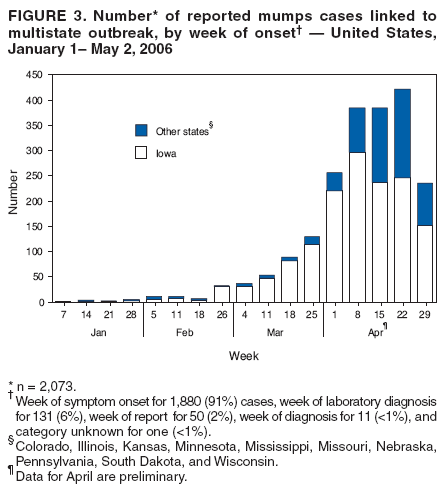 FIGURE 3. Number* of reported mumps cases linked to
multistate outbreak, by week of onset† — United States,
January 1– May 2, 2006
450
400
350
300
250
200
150
100
50
0
Number
Other states§
Iowa
7 14 21 28 5 11 18 26 4 11 18 25 1 8 15 22 29
Jan Feb Mar Apr¶
Week
* n = 2,073.
† Week of symptom onset for 1,880 (91%) cases, week of laboratory diagnosis
for 131 (6%), week of report for 50 (2%), week of diagnosis for 11 (<1%), and
category unknown for one (<1%).
§ Colorado, Illinois, Kansas, Minnesota, Mississippi, Missouri, Nebraska,
Pennsylvania, South Dakota, and Wisconsin.
¶ Data for April are preliminary.